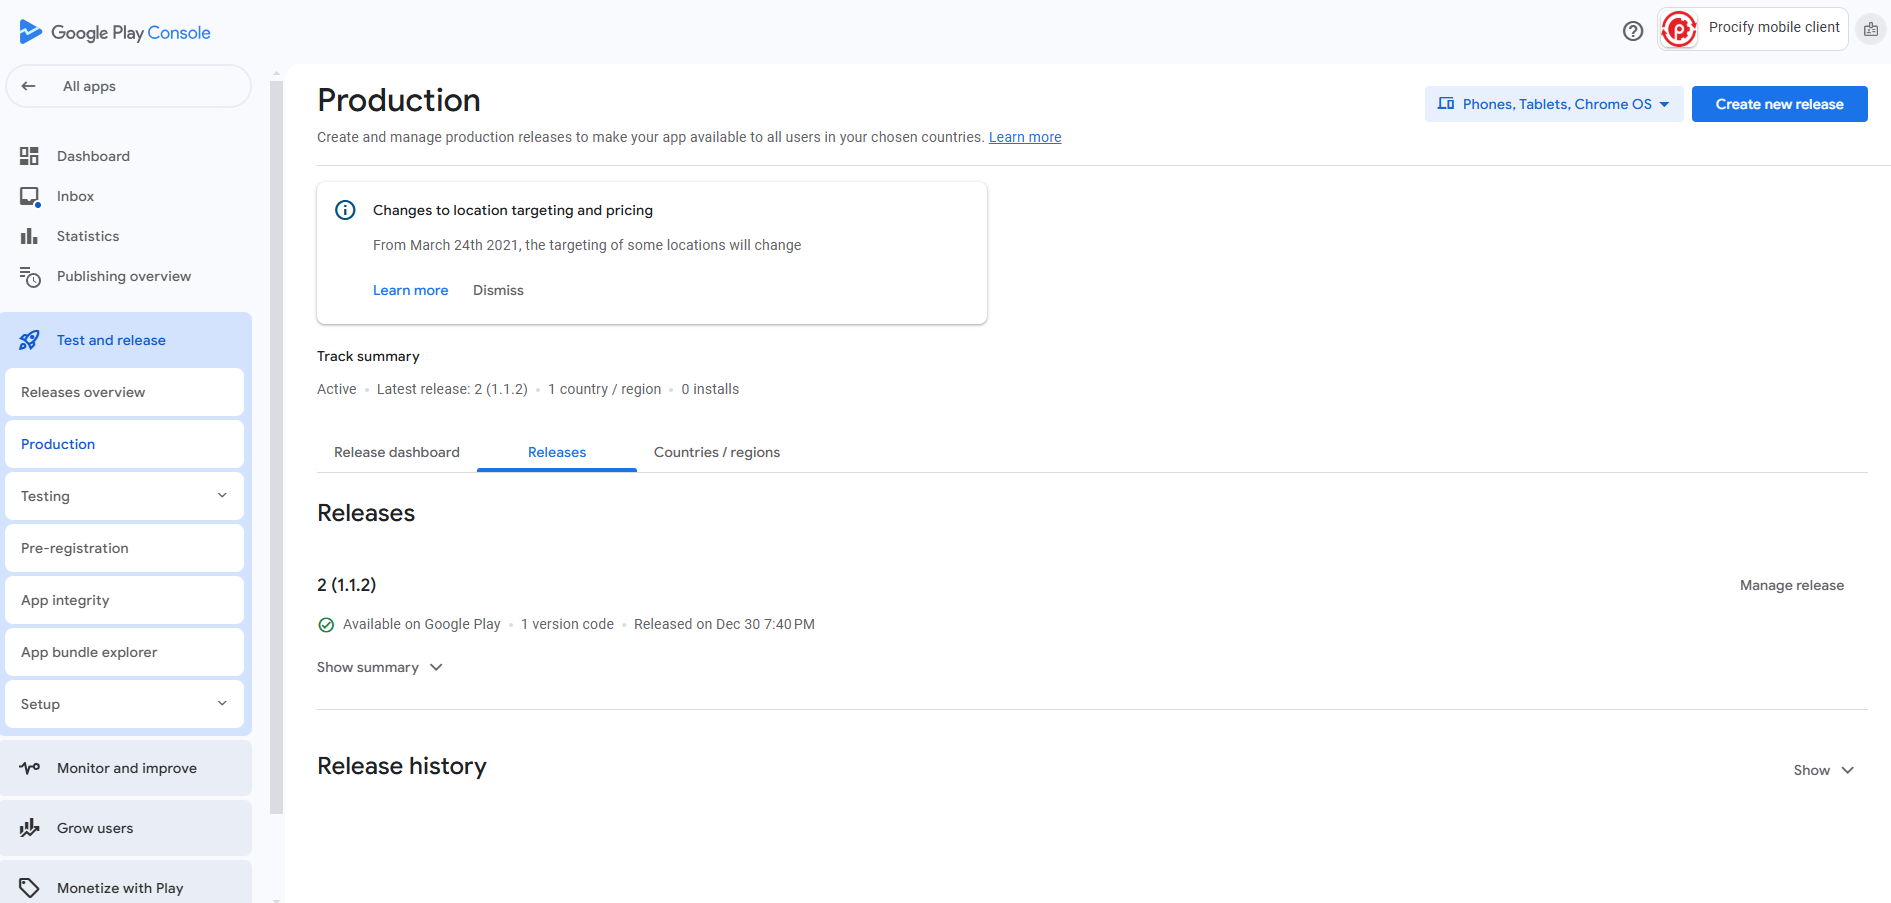 Google Play Console
Procify mobile client
All apps
Dashboard
Inbox
Statistics
Publishing overview
Test and release
Releases overview
Production
Testing
Pre-registration
App integrity
App bundle explorer
Setup
Monitor and improve
Grow users
Monetize with Play
Production
Phones, Tablets, Chrome OS
Create new release
Create and manage production releases to make your app available to all users in your chosen countries. Learn more
Changes to location targeting and pricing
From March 24th 2021, the targeting of some locations will change
Learn more Dismiss
Track summary
Active • Latest release: 2 (1.1.2) • 1 country / region • 0 installs
Release dashboard Releases Countries / regions
Releases
2 (1.1.2)
Manage release
Available on Google Play • 1 version code • Released on Dec 30 7:40 PM
Show summary
Release history
Show